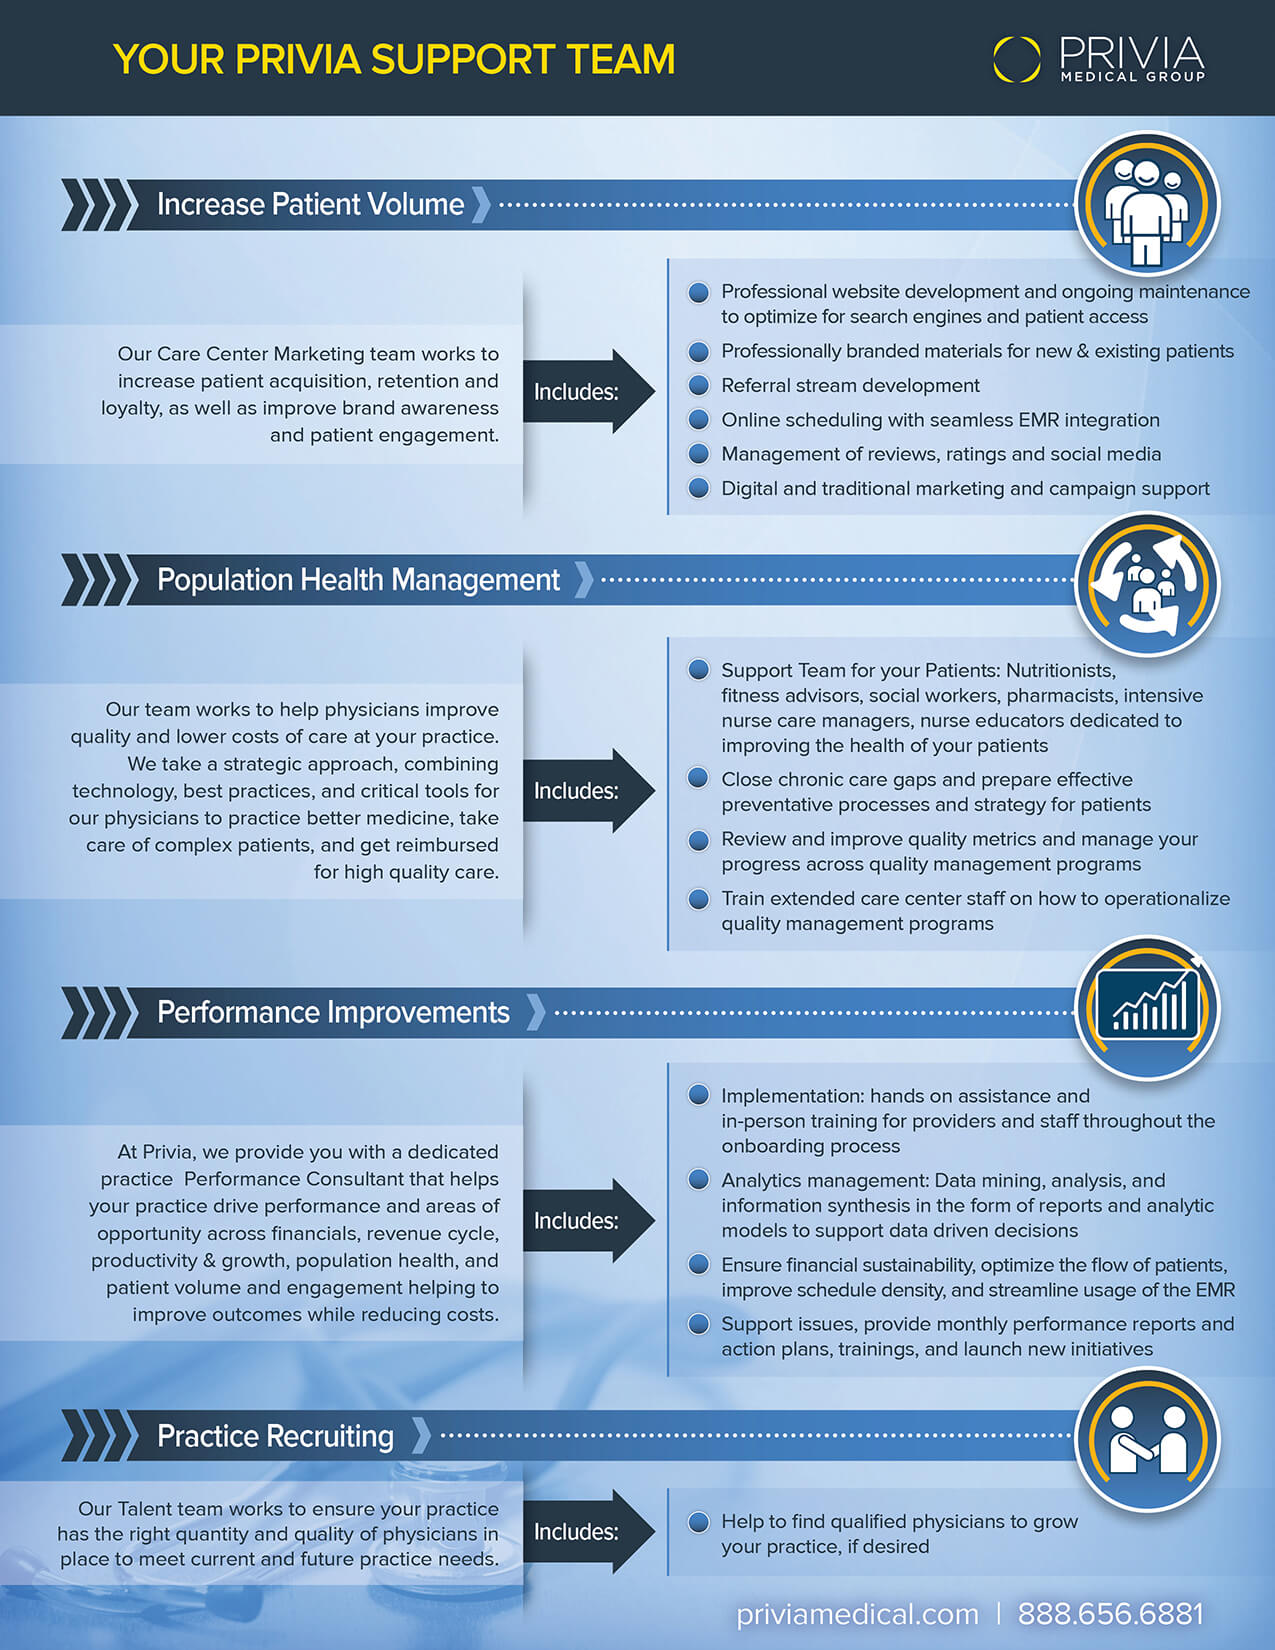 YOUR PRIVIA SUPPORT TEAM
PRIVIA
MEDICAL GROUP
Increase Patient Volume
Our Care Center Marketing team works to
increase patient acquisition, retention and
loyalty, as well as improve brand awareness
and patient engagement.
Includes:
Professional website development and ongoing maintenance
to optimize for search engines and patient access
Professionally branded materials for new & existing patients
Referral stream development
Online scheduling with seamless EMR integration
Management of reviews, ratings and social media
Digital and traditional marketing and campaign support
Population Health Management
Our team works to help physicians improve
quality and lower costs of care at your practice.
We take a strategic approach, combining
technology, best practices, and critical tools for
our physicians to practice better medicine, take
care of complex patients, and get reimbursed
for high quality care.
Includes:
Support Team for your Patients: Nutritionists,
fitness advisors, social workers, pharmacists, intensive
nurse care managers, nurse educators dedicated to
improving the health of your patients
Close chronic care gaps and prepare effective
preventative processes and strategy for patients
Review and improve quality metrics and manage your
progress across quality management programs
Train extended care center staff on how to operationalize
quality management programs
Performance Improvements
At Privia, we provide you with a dedicated
practice Performance Consultant that helps
your practice drive performance and areas of
opportunity across financials, revenue cycle,
productivity & growth, population health, and
patient volume and engagement helping to
improve outcomes while reducing costs.
Includes:
Implementation: hands on assistance and
in-person training for providers and staff throughout the
onboarding process
Analytics management: Data mining, analysis, and
information synthesis in the form of reports and analytic
models to support data driven decisions
Ensure financial sustainability, optimize the flow of patients,
improve schedule density, and streamline usage of the EMR
Support issues, provide monthly performance reports and
action plans, trainings, and launch new initiatives
Practice Recruiting
Our Talent team works to ensure your practice
has the right quantity and quality of physicians in
place to meet current and future practice needs.
Includes:
Help to find qualified physicians to grow
your practice, if desired
priviamedical.com | 888.656.6881